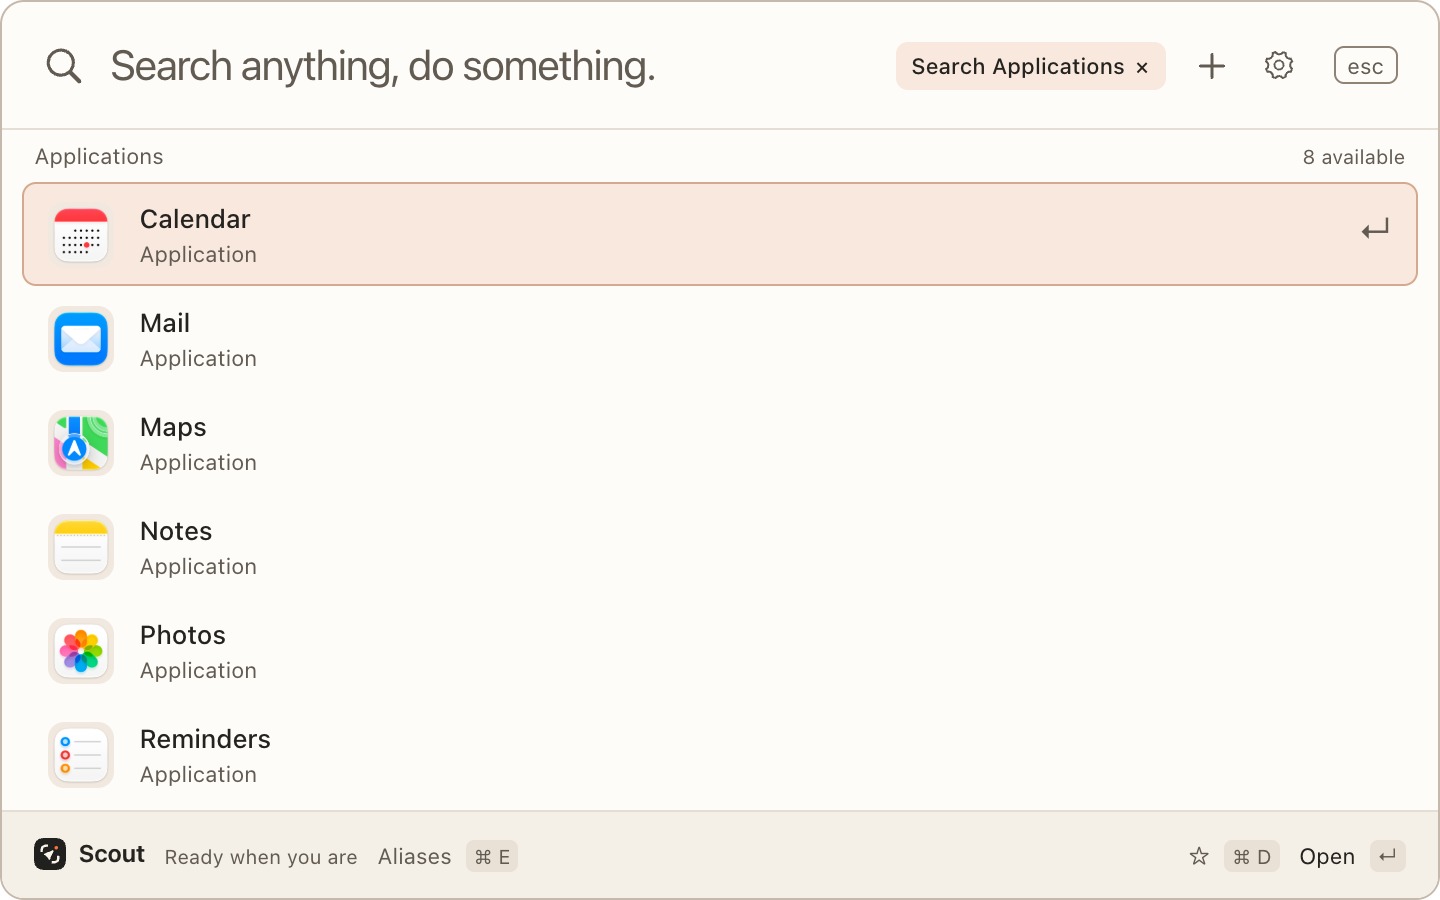 Search anything, do something.
Search Applications ×
esc
Applications
8 available
Calendar
Application
Mail
Application
Maps
Application
Notes
Application
Photos
Application
Reminders
Application
Scout Ready when you are Aliases ⌘ E
⌘ D Open